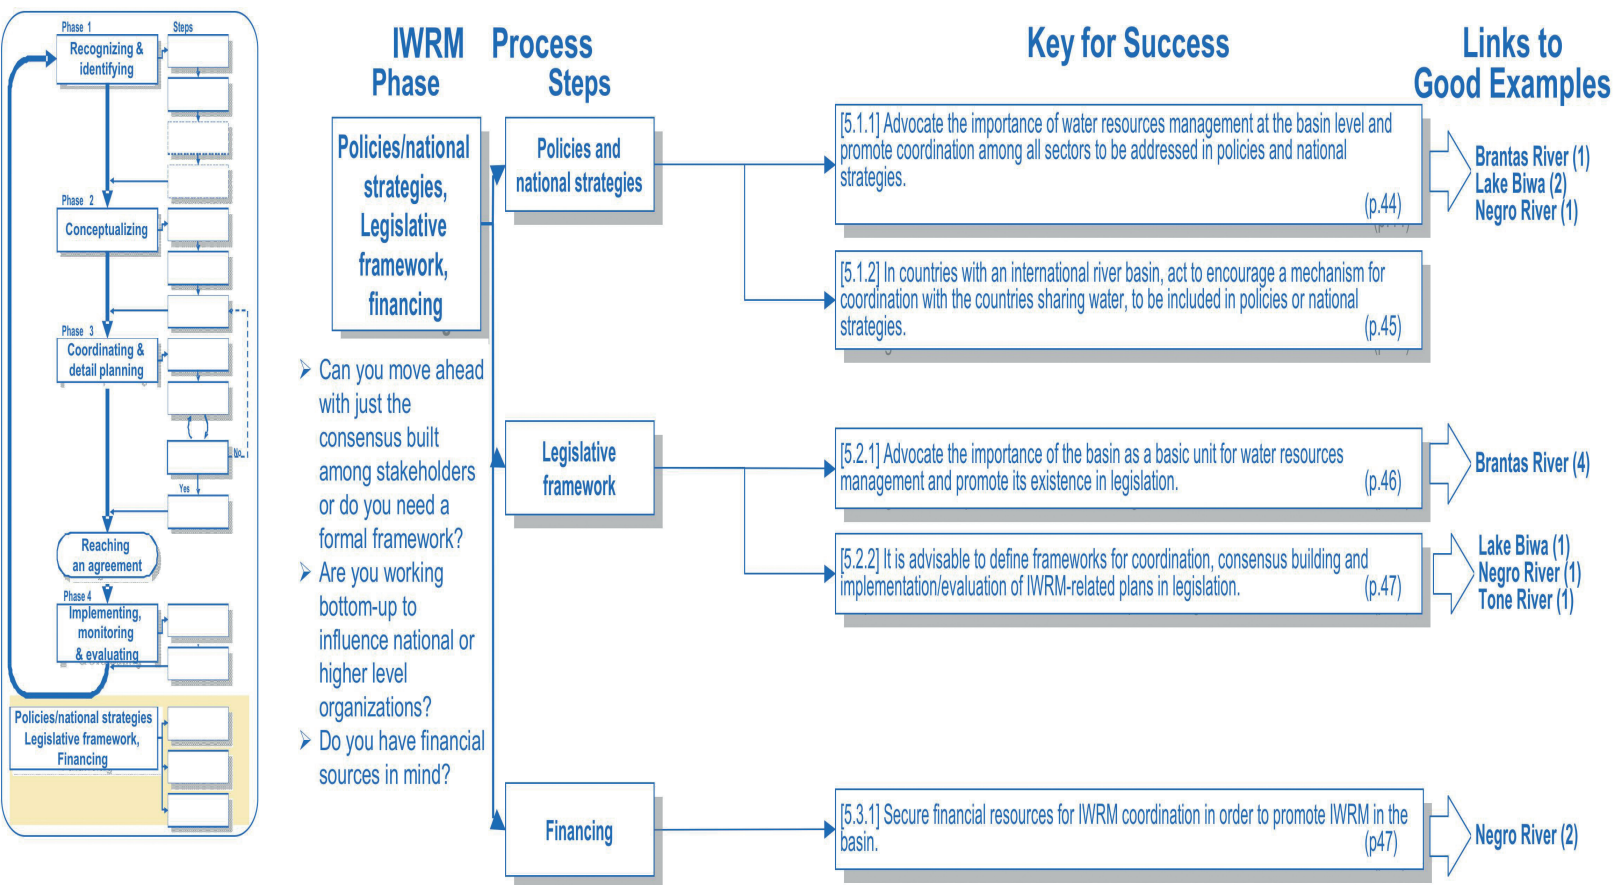 Phase 1
Steps
Recognizing &
identifying
Phase 2
Conceptualizing
Phase 3
Coordinating &
detail planning
No
Yes
Reaching
an agreement
Phase 4
Implementing,
monitoring
& evaluating
Policies/national strategies
Legislative framework,
Financing
IWRM Process
Phase Steps
Key for Success
Links to
Good Examples
Policies/national
strategies,
Legislative
framework,
financing
➢ Can you move ahead
with just the
consensus built
among stakeholders
or do you need a
formal framework?
➢ Are you working
bottom-up to
influence national or
higher level
organizations?
➢ Do you have financial
sources in mind?
Policies and
national strategies
[5.1.1] Advocate the importance of water resources management at the basin level and
promote coordination among all sectors to be addressed in policies and national
strategies.
(p.44)
Brantas River (1)
Lake Biwa (2)
Negro River (1)
[5.1.2] In countries with an international river basin, act to encourage a mechanism for
coordination with the countries sharing water, to be included in policies or national
strategies. (p.45)
Legislative
framework
[5.2.1] Advocate the importance of the basin as a basic unit for water resources
management and promote its existence in legislation. (p.46)
Brantas River (4)
[5.2.2] It is advisable to define frameworks for coordination, consensus building and
implementation/evaluation of IWRM-related plans in legislation. (p.47)
Lake Biwa (1)
Negro River (1)
Tone River (1)
Financing
[5.3.1] Secure financial resources for IWRM coordination in order to promote IWRM in the
basin. (p47)
Negro River (2)